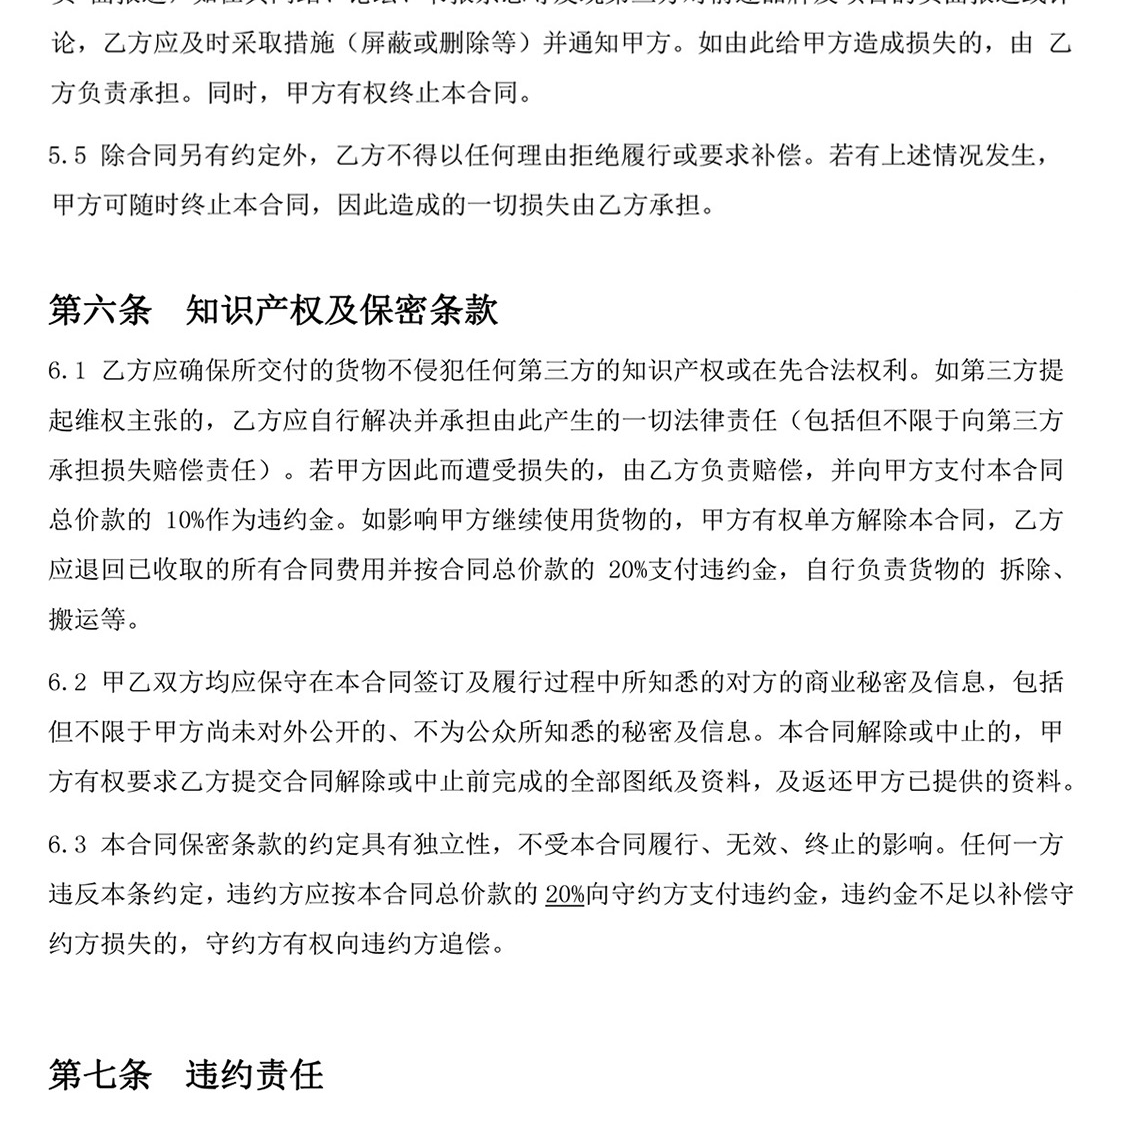 论，乙方应及时采取措施（屏蔽或删除等）并通知甲方。如由此给甲方造成损失的，由 乙
方负责承担。同时，甲方有权终止本合同。
5.5 除合同另有约定外，乙方不得以任何理由拒绝履行或要求补偿。若有上述情况发生，
甲方可随时终止本合同，因此造成的一切损失由乙方承担。
第六条 知识产权及保密条款
6.1 乙方应确保所交付的货物不侵犯任何第三方的知识产权或在先合法权利。如第三方提
起维权主张的，乙方应自行解决并承担由此产生的一切法律责任（包括但不限于向第三方
承担损失赔偿责任）。若甲方因此而遭受损失的，由乙方负责赔偿，并向甲方支付本合同
总价款的 10%作为违约金。如影响甲方继续使用货物的，甲方有权单方解除本合同，乙方
应退回已收取的所有合同费用并按合同总价款的 20%支付违约金，自行负责货物的 拆除、
搬运等。
6.2 甲乙双方均应保守在本合同签订及履行过程中所知悉的对方的商业秘密及信息，包括
但不限于甲方尚未对外公开的、不为公众所知悉的秘密及信息。本合同解除或中止的，甲
方有权要求乙方提交合同解除或中止前完成的全部图纸及资料，及返还甲方已提供的资料。
6.3 本合同保密条款的约定具有独立性，不受本合同履行、无效、终止的影响。任何一方
违反本条约定，违约方应按本合同总价款的 20%向守约方支付违约金，违约金不足以补偿守
约方损失的，守约方有权向违约方追偿。
第七条 违约责任